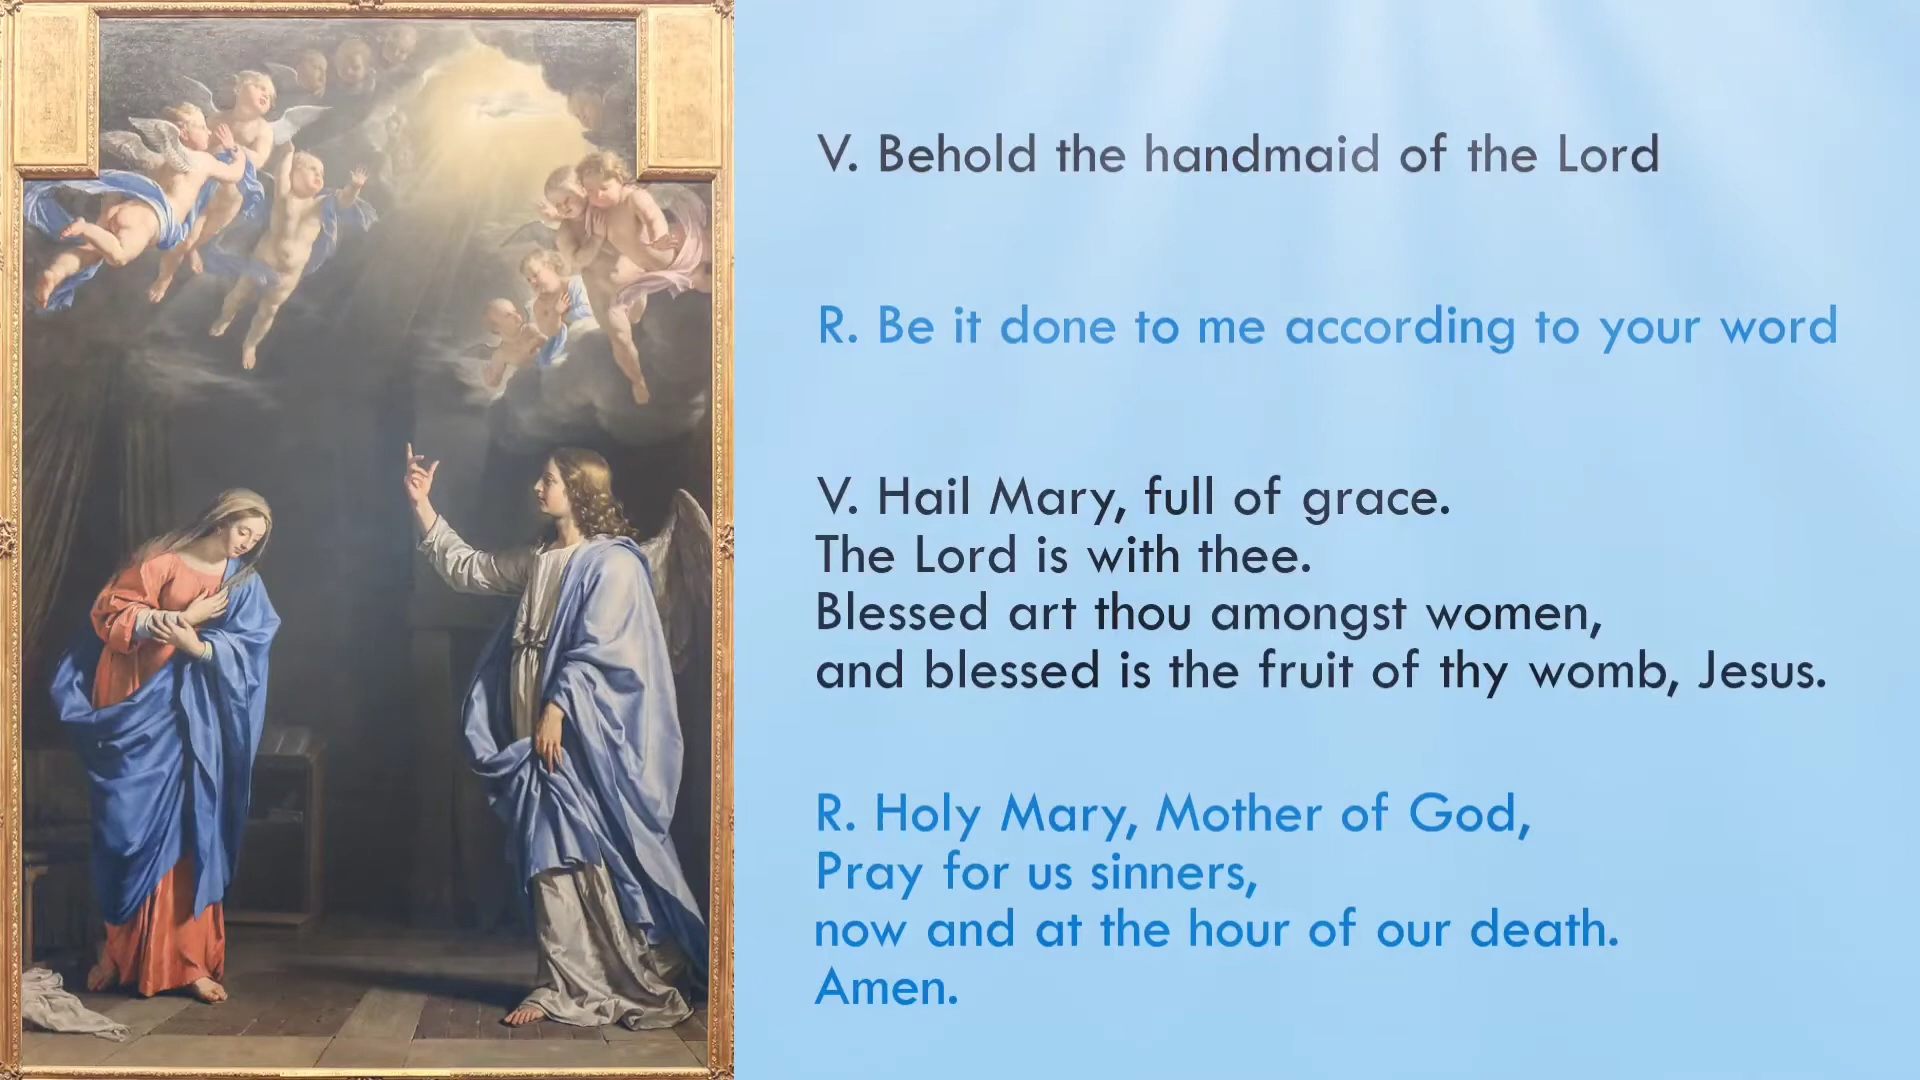 V. Behold the handmaid of the Lord
R. Be it done to me according to your word
V. Hail Mary, full of grace.
The Lord is with thee.
Blessed art thou amongst women,
and blessed is the fruit of thy womb, Jesus.
R. Holy Mary, Mother of God,
Pray for us sinners,
now and at the hour of our death.
Amen.